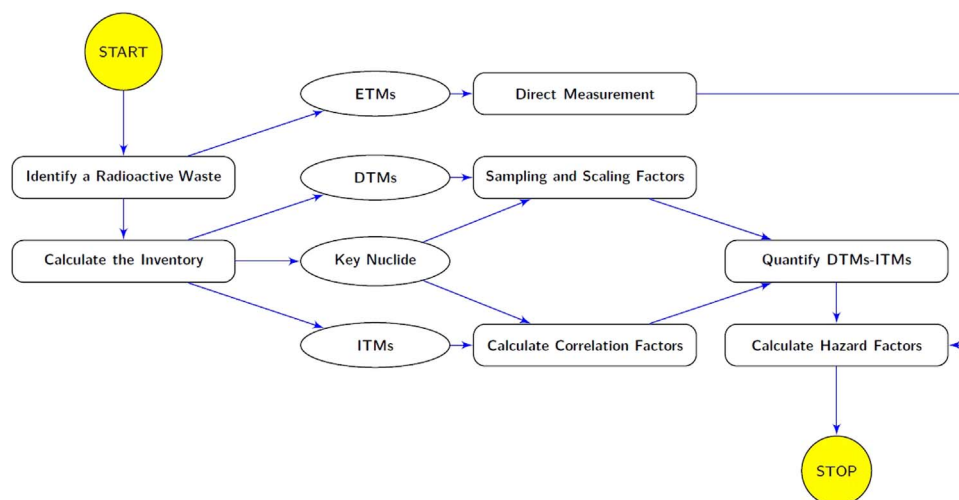 START
ETMs
Direct Measurement
Identify a Radioactive Waste
DTMs
Sampling and Scaling Factors
Calculate the Inventory
Key Nuclide
Quantify DTMs-ITMs
ITMs
Calculate Correlation Factors
Calculate Hazard Factors
STOP